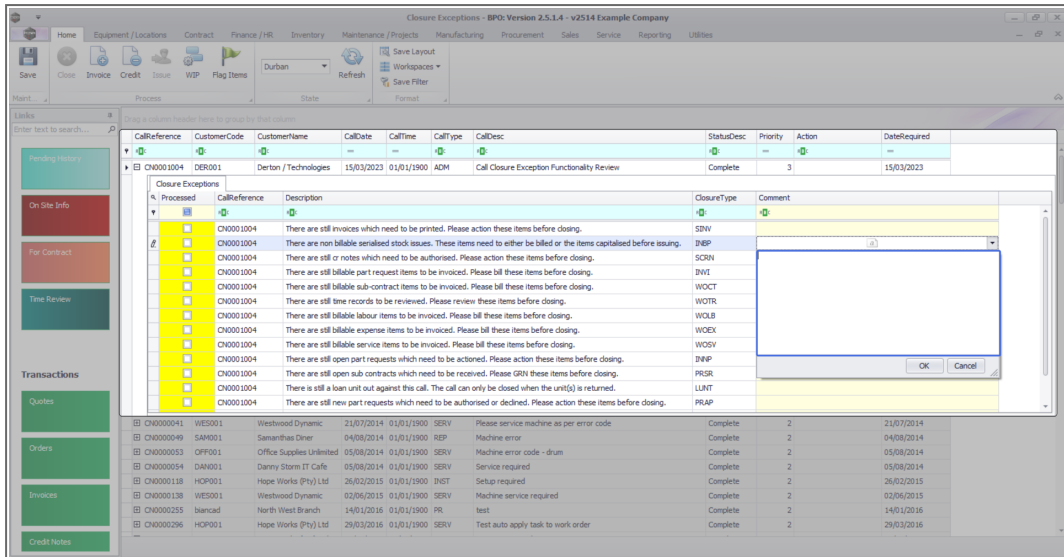 Closure Exceptions - BPO: Version 2.5.1.4 - v2514 Example Company
Home Equipment / Locations Contract Finance / HR Inventory Maintenance / Projects Manufacturing Procurement Sales Service Reporting Utilities
Save Close Invoice Credit Issue WIP Flag Items Durban Refresh Save Layout
Workspaces
Save Filter
Maint... Process State Format
Links
Enter text to search...
Drag a column header here to group by that column
CallReference CustomerCode CustomerName CallDate CallTime CallType CallDesc StatusDesc Priority Action DateRequired
CN0001004 DER001 Derton / Technologies 15/03/2023 01/01/1900 ADM Call Closure Exception Functionality Review Complete 3 15/03/2023
Closure Exceptions
Processed CallReference Description ClosureType Comment
CN0001004 There are still invoices which need to be printed. Please action these items before closing. SINV
CN0001004 There are non billable serialised stock issues. These items need to either be billed or the items capitalised before issuing. INBP
CN0001004 There are still cr notes which need to be authorised. Please action these items before closing. SCRN
CN0001004 There are still billable part request items to be invoiced. Please bill these items before closing. INVI
CN0001004 There are still billable sub-contract items to be invoiced. Please bill these items before closing. WOCT
CN0001004 There are still time records to be reviewed. Please review these items before closing. WOTR
CN0001004 There are still billable labour items to be invoiced. Please bill these items before closing. WOLB
CN0001004 There are still billable expense items to be invoiced. Please bill these items before closing. WOEX
CN0001004 There are still billable service items to be invoiced. Please bill these items before closing. WOSV
CN0001004 There are still open part requests which need to be actioned. Please action these items before closing. INNP
CN0001004 There are still open sub contracts which need to be received. Please GRN these items before closing. PRSR
CN0001004 There is still a loan unit out against this call. The call can only be closed when the unit(s) is returned. LUNT
CN0001004 There are still new part requests which need to be authorised or declined. Please action these items before closing. PRAP
OK Cancel
Pending History
On Site Info
For Contract
Time Review
Transactions
Quotes
Orders
Invoices
Credit Notes
CN0000041 WES001 Westwood Dynamic 21/07/2014 01/01/1900 SERV Please service machine as per error code Complete 2 21/07/2014
CN0000049 SAM001 Samanthas Diner 04/08/2014 01/01/1900 REP Machine error Complete 2 04/08/2014
CN0000053 OFF001 Office Supplies Unlimited 05/08/2014 01/01/1900 SERV Machine error code - drum Complete 2 05/08/2014
CN0000054 DAN001 Danny Storm IT Cafe 05/08/2014 01/01/1900 SERV Service required Complete 2 05/08/2014
CN0000118 HOP001 Hope Works (Pty) Ltd 26/02/2015 01/01/1900 INST Setup required Complete 2 26/02/2015
CN0000138 WES001 Westwood Dynamic 02/06/2015 01/01/1900 SERV Machine service required Complete 2 02/06/2015
CN0000255 biancad North West Branch 14/01/2016 01/01/1900 PR test Complete 2 14/01/2016
CN0000296 HOP001 Hope Works (Pty) Ltd 29/03/2016 01/01/1900 SERV Test auto apply task to work order Complete 2 29/03/2016